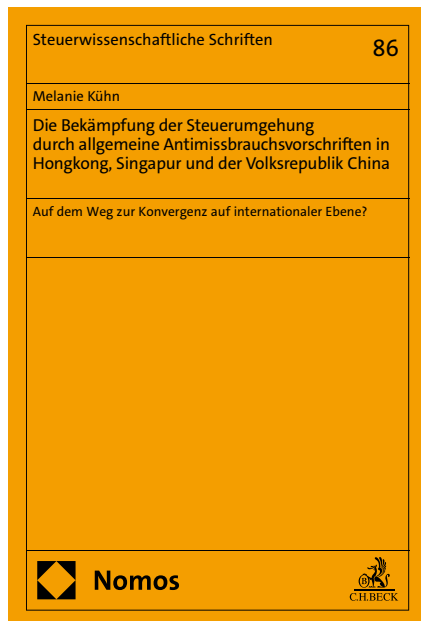 Steuerwissenschaftliche Schriften
86
Melanie Kühn
Die Bekämpfung der Steuerumgehung
durch allgemeine Antimissbrauchsvorschriften in
Hongkong, Singapur und der Volksrepublik China
Auf dem Weg zur Konvergenz auf internationaler Ebene?
Nomos
B
C.H.BECK